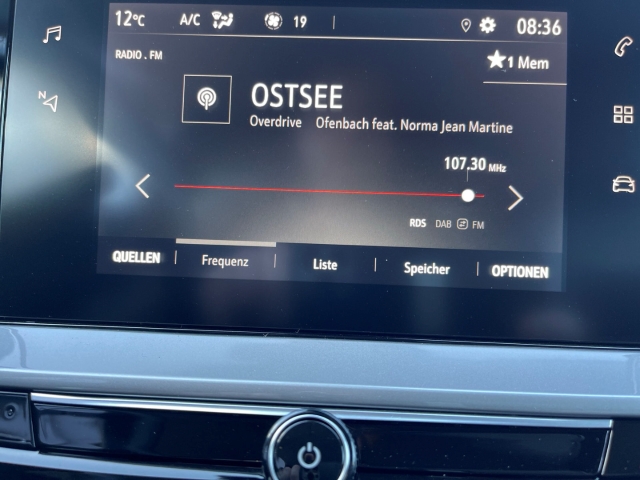 12°C A/C 19 08:36
RADIO . FM
1 Mem
N
OSTSEE
Overdrive Ofenbach feat. Norma Jean Martine
107.30 MHz
RDS DAB FM
QUELLEN Frequenz Liste Speicher OPTIONEN